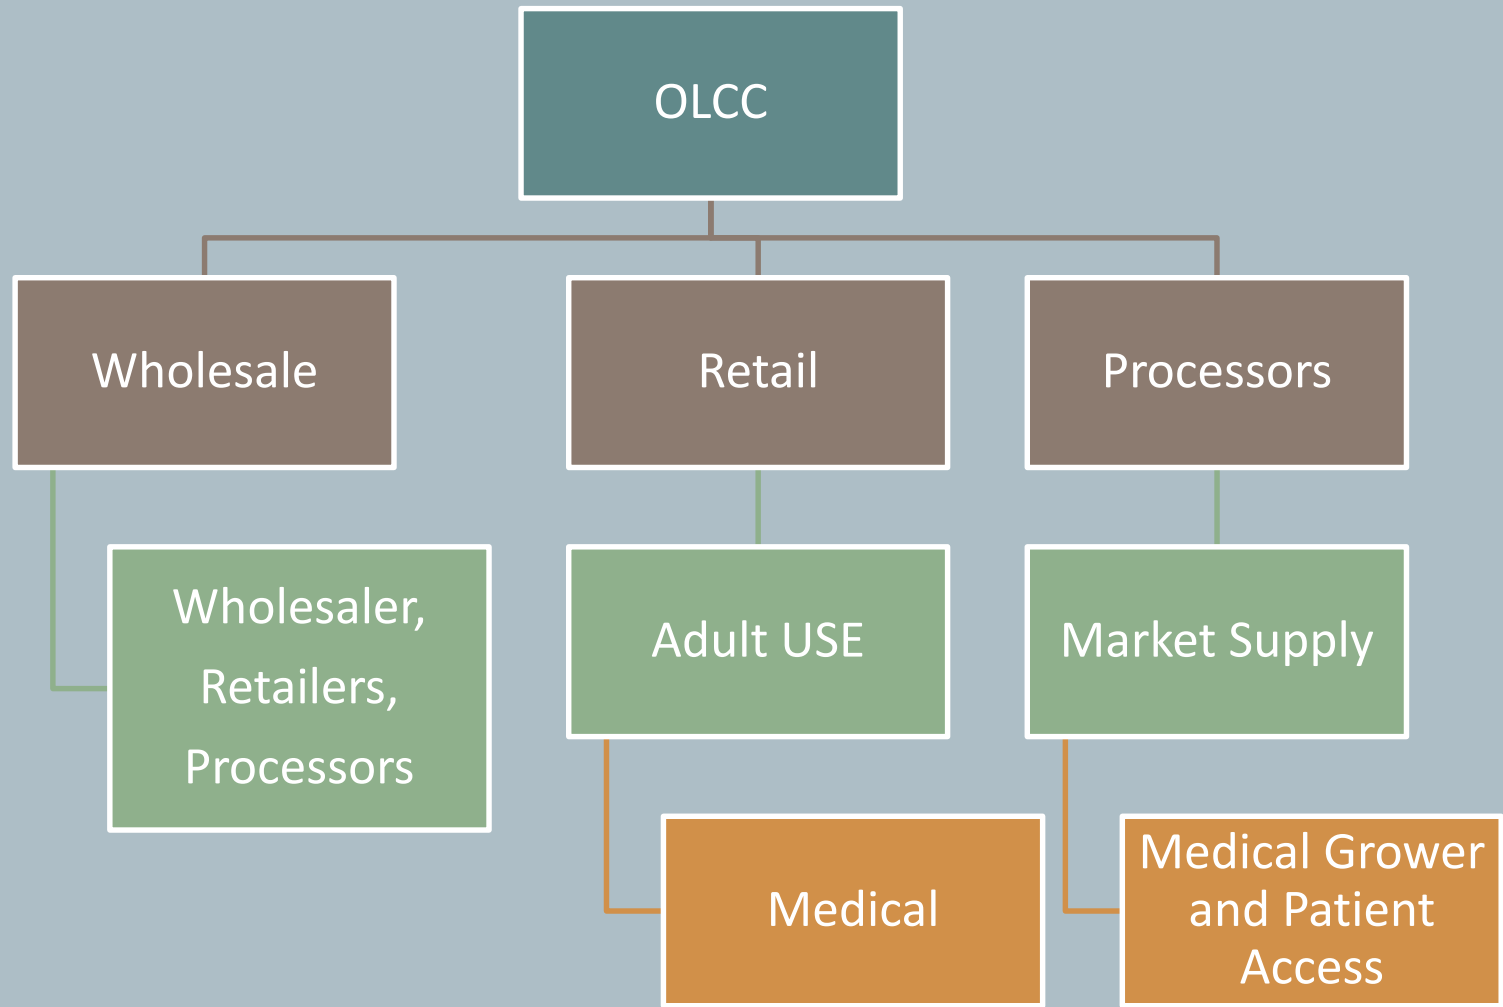 OLCC
Wholesale
Retail
Processors
Wholesaler,
Retailers,
Processors
Adult USE
Market Supply
Medical
Medical Grower
and Patient
Access